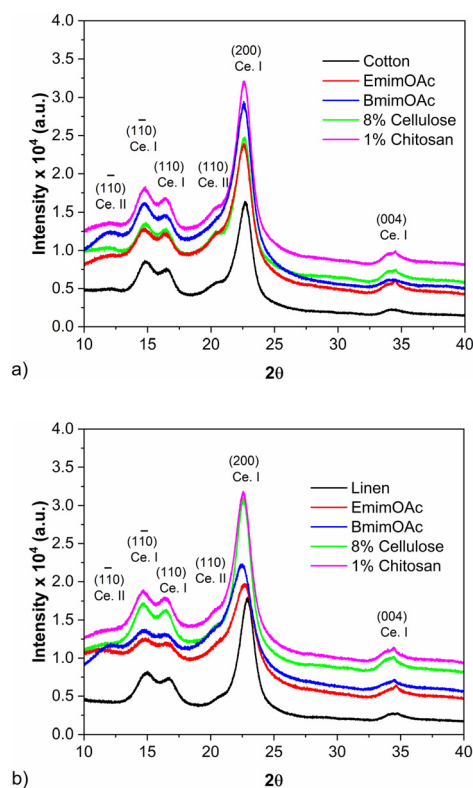 4.0
3.5
3.0
2.5
2.0
1.5
1.0
0.5
0.0
Intensity x 10⁴ (a.u.)
(1̄10)
Ce. II
(1̄10)
Ce. I
(110)
Ce. I
(110)
Ce. II
(200)
Ce. I
(004)
Ce. I
Cotton
EmimOAc
BmimOAc
8% Cellulose
1% Chitosan
10 15 20 25 30 35 40
2θ
a)
4.0
3.5
3.0
2.5
2.0
1.5
1.0
0.5
0.0
Intensity x 10⁴ (a.u.)
(1̄10)
Ce. II
(1̄10)
Ce. I
(110)
Ce. I
(110)
Ce. II
(200)
Ce. I
(004)
Ce. I
Linen
EmimOAc
BmimOAc
8% Cellulose
1% Chitosan
10 15 20 25 30 35 40
2θ
b)